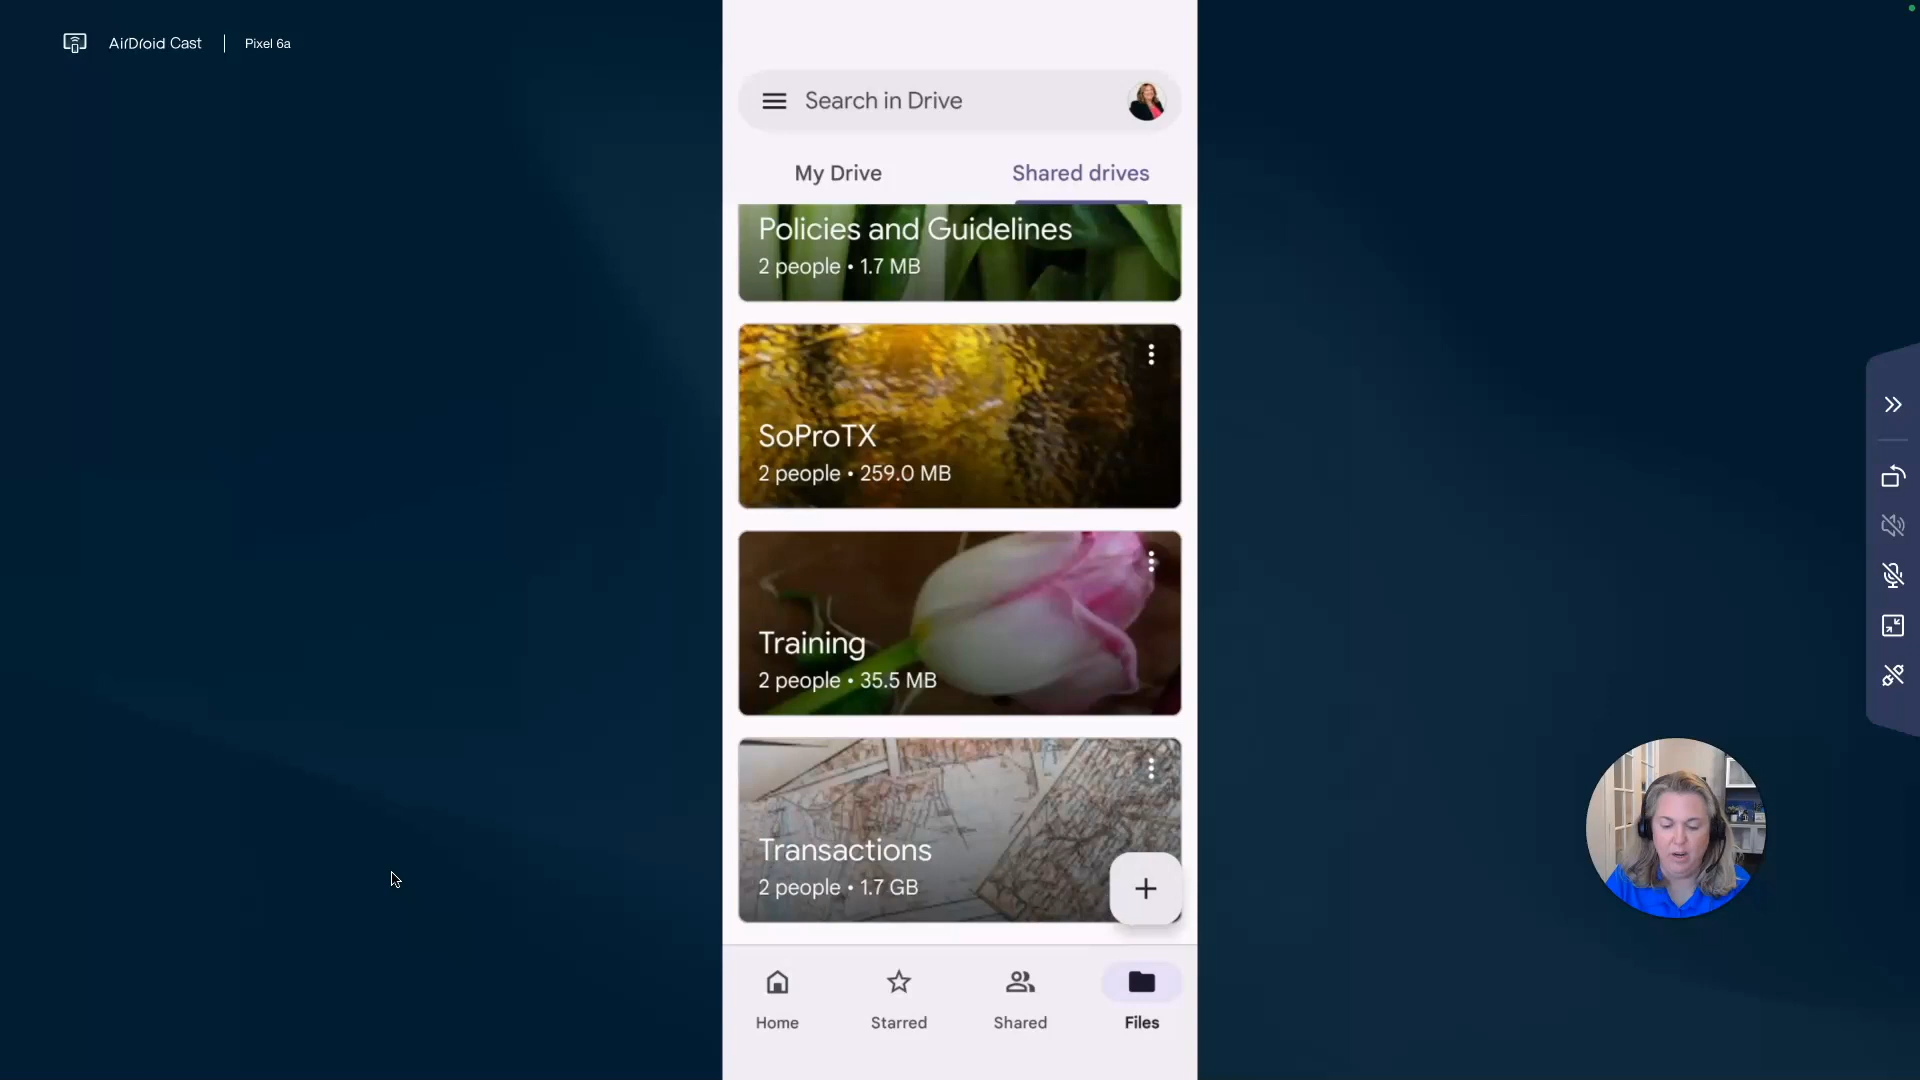 AirDroid Cast | Pixel 6a
Search in Drive
My Drive
Shared drives
Policies and Guidelines
2 people • 1.7 MB
SoProTX
2 people • 259.0 MB
Training
2 people • 35.5 MB
Transactions
2 people • 1.7 GB
Home
Starred
Shared
Files